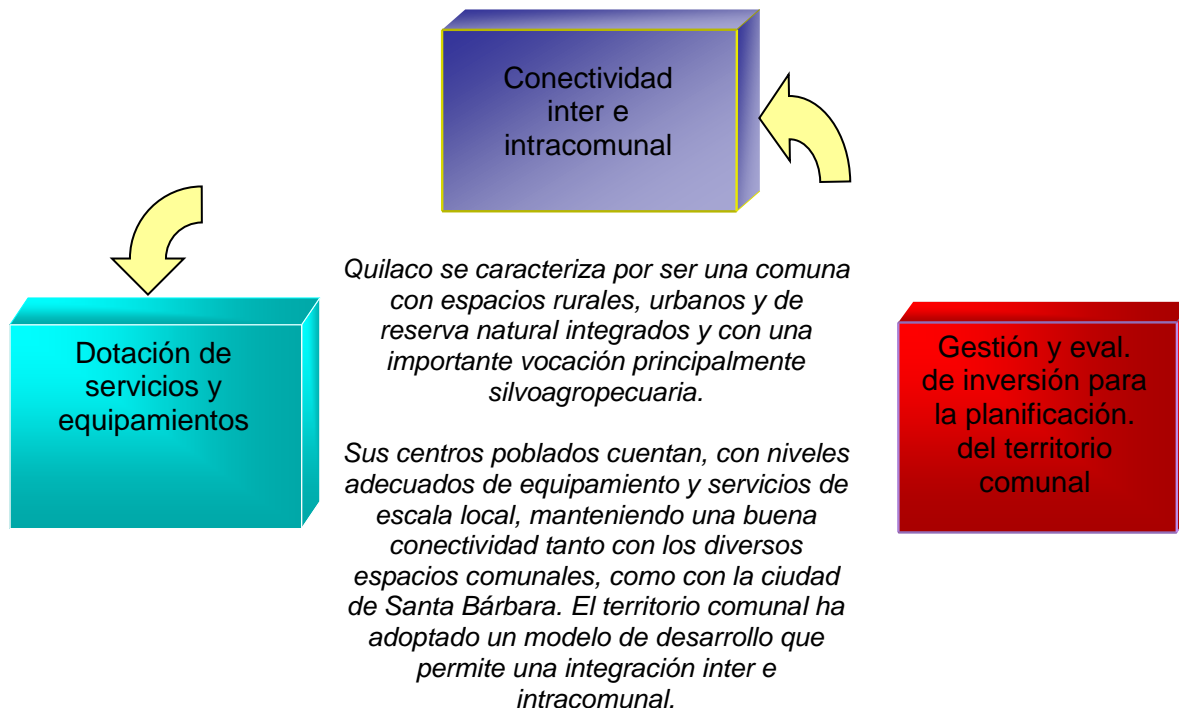 Conectividad
inter e
intracomunal
Dotación de
servicios y
equipamientos
Quilaco se caracteriza por ser una comuna
con espacios rurales, urbanos y de
reserva natural integrados y con una
importante vocación principalmente
silvoagropecuaria.
Sus centros poblados cuentan, con niveles
adecuados de equipamiento y servicios de
escala local, manteniendo una buena
conectividad tanto con los diversos
espacios comunales, como con la ciudad
de Santa Bárbara. El territorio comunal ha
adoptado un modelo de desarrollo que
permite una integración inter e
intracomunal.
Gestión y eval.
de inversión para
la planificación.
del territorio
comunal